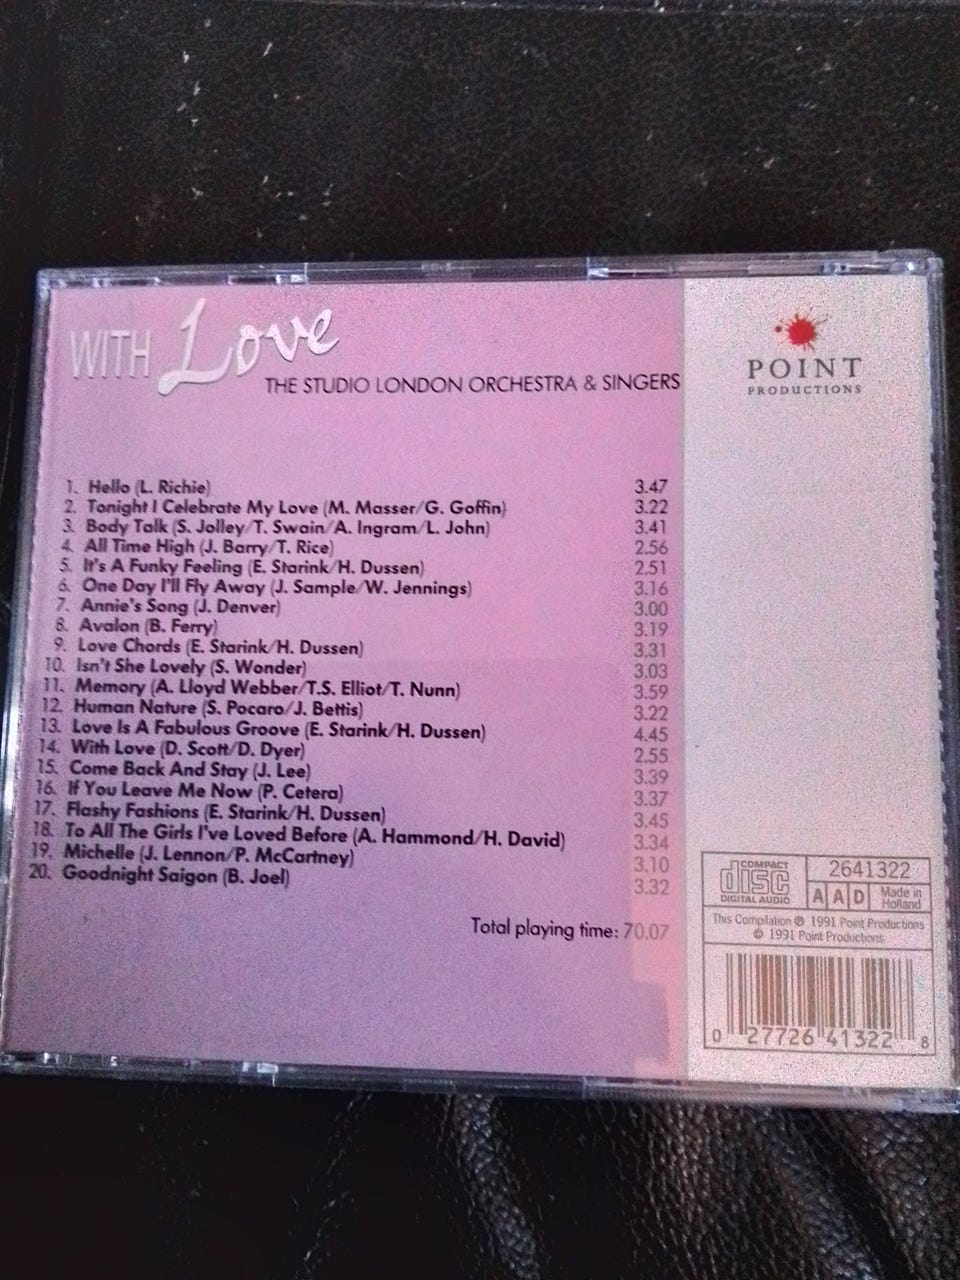 WITH Love
THE STUDIO LONDON ORCHESTRA & SINGERS
1. Hello (L. Richie) 3.47
2. Tonight I Celebrate My Love (M. Masser/G. Goffin) 3.22
3. Body Talk (S. Jolley/T. Swain/A. Ingram/L. John) 3.41
4. All Time High (J. Barry/T. Rice) 2.56
5. It's A Funky Feeling (E. Starink/H. Dussen) 2.51
6. One Day I'll Fly Away (J. Sample/W. Jennings) 3.16
7. Annie's Song (J. Denver) 3.00
8. Avalon (B. Ferry) 3.19
9. Love Chords (E. Starink/H. Dussen) 3.31
10. Isn't She Lovely (S. Wonder) 3.03
11. Memory (A. Lloyd Webber/T.S. Elliot/T. Nunn) 3.59
12. Human Nature (S. Pocaro/J. Bettis) 3.22
13. Love Is A Fabulous Groove (E. Starink/H. Dussen) 4.45
14. With Love (D. Scott/D. Dyer) 2.55
15. Come Back And Stay (J. Lee) 3.39
16. If You Leave Me Now (P. Cetera) 3.37
17. Flashy Fashions (E. Starink/H. Dussen) 3.45
18. To All The Girls I've Loved Before (A. Hammond/H. David) 3.34
19. Michelle (J. Lennon/P. McCartney) 3.10
20. Goodnight Saigon (B. Joel) 3.32
Total playing time: 70.07
POINT
PRODUCTIONS
COMPACT
disc
DIGITAL AUDIO
2641322
A A D
Made in
Holland
This Compilation ℗ 1991 Point Productions
© 1991 Point Productions
0 27726 41322 8